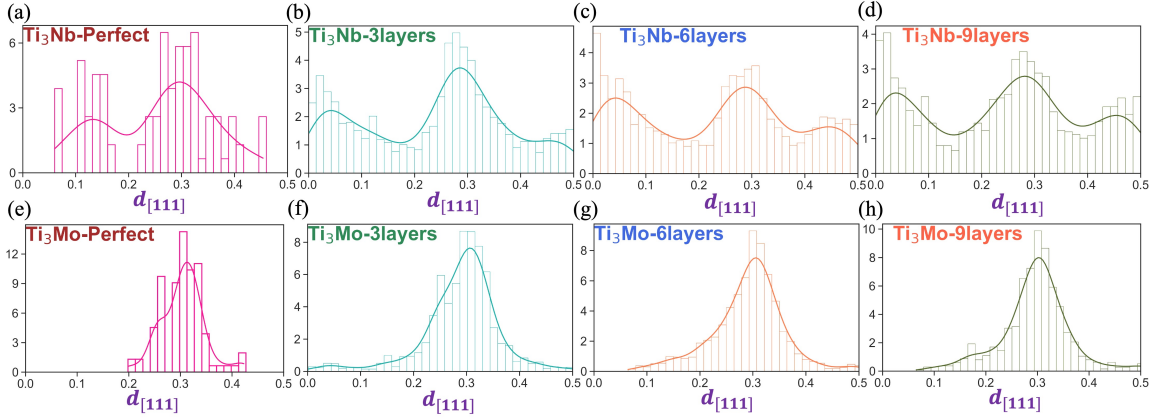 (a)
Ti₃Nb-Perfect
6
3
0
0.0 0.1 0.2 0.3 0.4 0.5
d[111]
(b)
Ti₃Nb-3layers
5
4
3
2
1
0
0.0 0.1 0.2 0.3 0.4 0.5
d[111]
(c)
Ti₃Nb-6layers
4
3
2
1
0
0.0 0.1 0.2 0.3 0.4 0.5
d[111]
(d)
Ti₃Nb-9layers
4
3
2
1
0
0.0 0.1 0.2 0.3 0.4 0.5
d[111]
(e)
Ti₃Mo-Perfect
12
9
6
3
0
0.0 0.1 0.2 0.3 0.4 0.5
d[111]
(f)
Ti₃Mo-3layers
8
6
4
2
0
0.0 0.1 0.2 0.3 0.4 0.5
d[111]
(g)
Ti₃Mo-6layers
8
6
4
2
0
0.0 0.1 0.2 0.3 0.4 0.5
d[111]
(h)
Ti₃Mo-9layers
10
8
6
4
2
0
0.0 0.1 0.2 0.3 0.4 0.5
d[111]